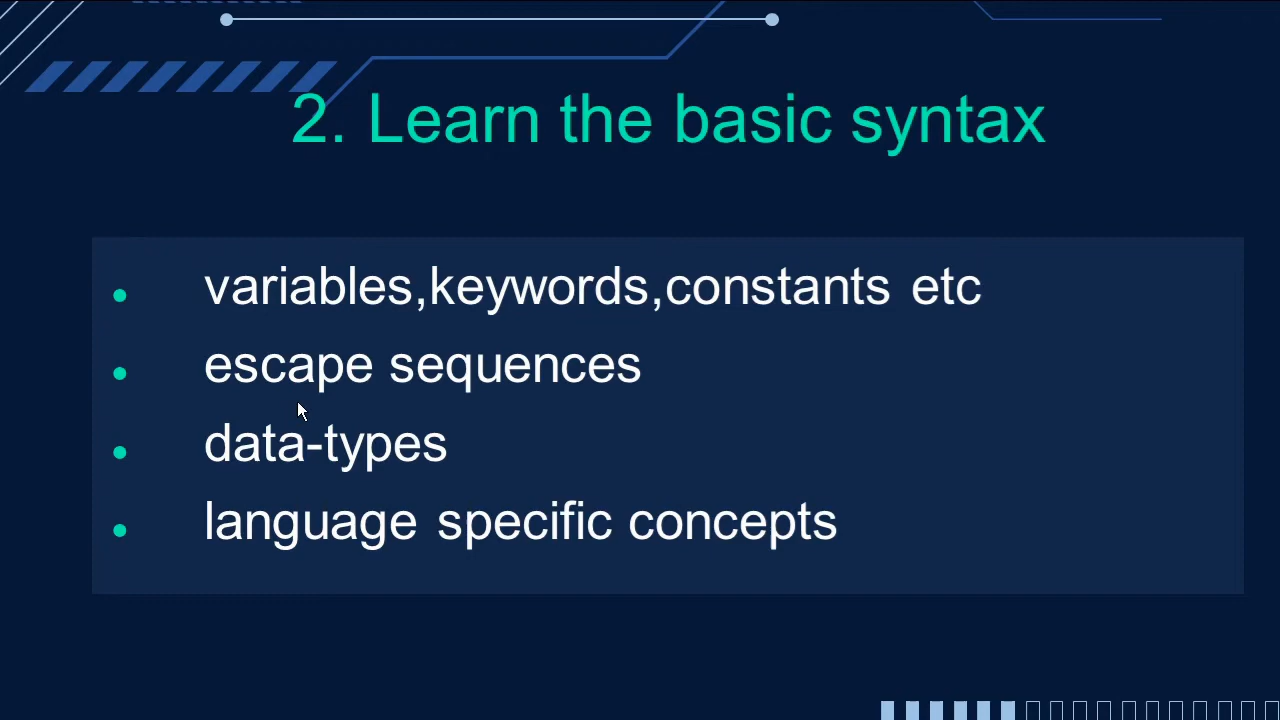 2. Learn the basic syntax
variables,keywords,constants etc
escape sequences
data-types
language specific concepts